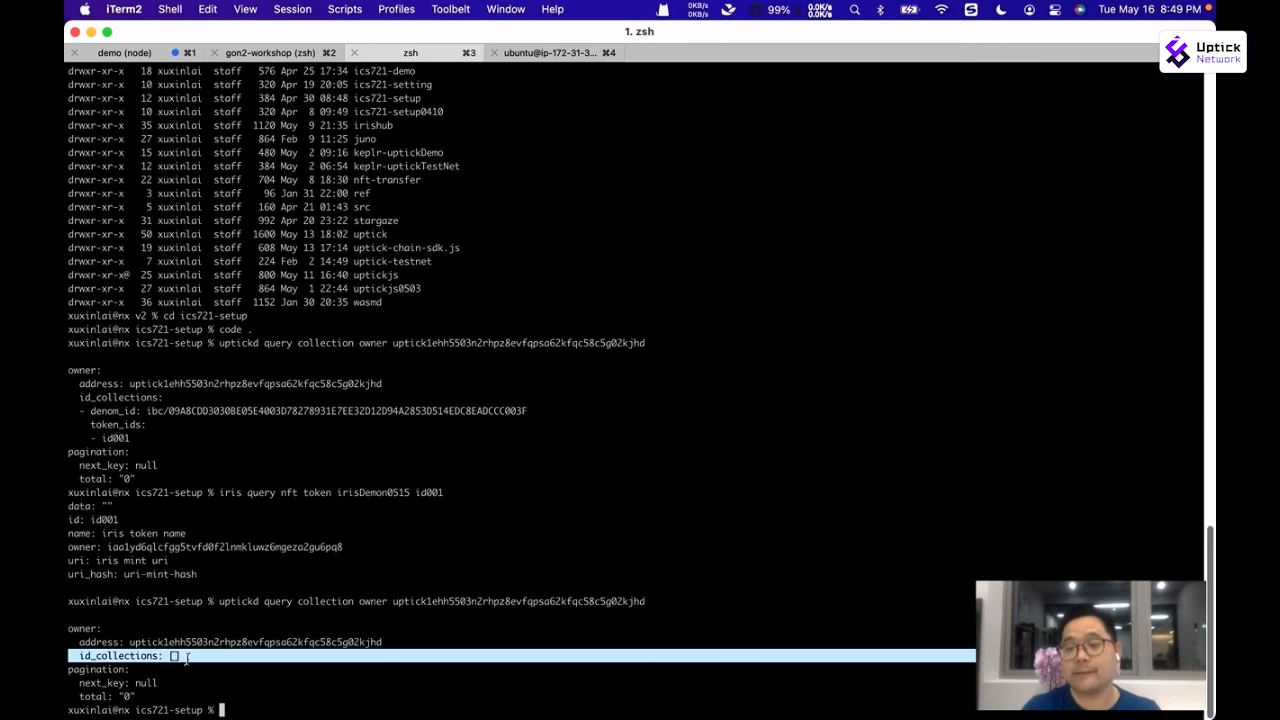 iTerm2 Shell Edit View Session Scripts Profiles Toolbelt Window Help 0KB/s 0KB/s 99% 0KB/s 0KB/s S Tue May 16 8:49 PM
1. zsh
demo (node) ⌘1 gon2-workshop (zsh) ⌘2 zsh ⌘3 ubuntu@ip-172-31-3... ⌘4
Uptick
Network
drwxr-xr-x 18 xuxinlai staff 576 Apr 25 17:34 ics721-demo
drwxr-xr-x 10 xuxinlai staff 320 Apr 19 20:05 ics721-setting
drwxr-xr-x 12 xuxinlai staff 384 Apr 30 08:48 ics721-setup
drwxr-xr-x 10 xuxinlai staff 320 Apr 8 09:49 ics721-setup0410
drwxr-xr-x 35 xuxinlai staff 1120 May 9 21:35 irishub
drwxr-xr-x 27 xuxinlai staff 864 Feb 9 11:25 juno
drwxr-xr-x 15 xuxinlai staff 480 May 2 09:16 keplr-uptickDemo
drwxr-xr-x 12 xuxinlai staff 384 May 2 06:54 keplr-uptickTestNet
drwxr-xr-x 22 xuxinlai staff 704 May 8 18:30 nft-transfer
drwxr-xr-x 3 xuxinlai staff 96 Jan 31 22:00 ref
drwxr-xr-x 5 xuxinlai staff 160 Apr 21 01:43 src
drwxr-xr-x 31 xuxinlai staff 992 Apr 20 23:22 stargaze
drwxr-xr-x 50 xuxinlai staff 1600 May 13 18:02 uptick
drwxr-xr-x 19 xuxinlai staff 608 May 13 17:14 uptick-chain-sdk.js
drwxr-xr-x 7 xuxinlai staff 224 Feb 2 14:49 uptick-testnet
drwxr-xr-x@ 25 xuxinlai staff 800 May 11 16:40 uptickjs
drwxr-xr-x 27 xuxinlai staff 864 May 1 22:44 uptickjs0503
drwxr-xr-x 36 xuxinlai staff 1152 Jan 30 20:35 wasmd
xuxinlai@nx v2 % cd ics721-setup
xuxinlai@nx ics721-setup % code .
xuxinlai@nx ics721-setup % uptickd query collection owner uptick1ehh5503n2rhpz8evfqpsa62kfqc58c5g02kjhd
owner:
address: uptick1ehh5503n2rhpz8evfqpsa62kfqc58c5g02kjhd
id_collections:
- denom_id: ibc/09A8CDD3030BE05E4003D78278931E7EE32D12D94A2853D514EDC8EADCCC003F
token_ids:
- id001
pagination:
next_key: null
total: "0"
xuxinlai@nx ics721-setup % iris query nft token irisDemon0515 id001
data: ""
id: id001
name: iris token name
owner: iaa1yd6qlcfgg5tvfd0f2lnmkluwz6mgeza2gu6pq8
uri: iris mint uri
uri_hash: uri-mint-hash
xuxinlai@nx ics721-setup % uptickd query collection owner uptick1ehh5503n2rhpz8evfqpsa62kfqc58c5g02kjhd
owner:
address: uptick1ehh5503n2rhpz8evfqpsa62kfqc58c5g02kjhd
id_collections: []
pagination:
next_key: null
total: "0"
xuxinlai@nx ics721-setup %